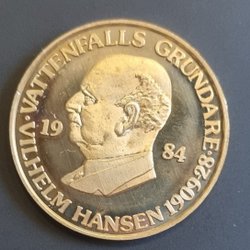 VILHELM HANSEN 1909-28·VATTENFALLS GRUNDARE·
19 84